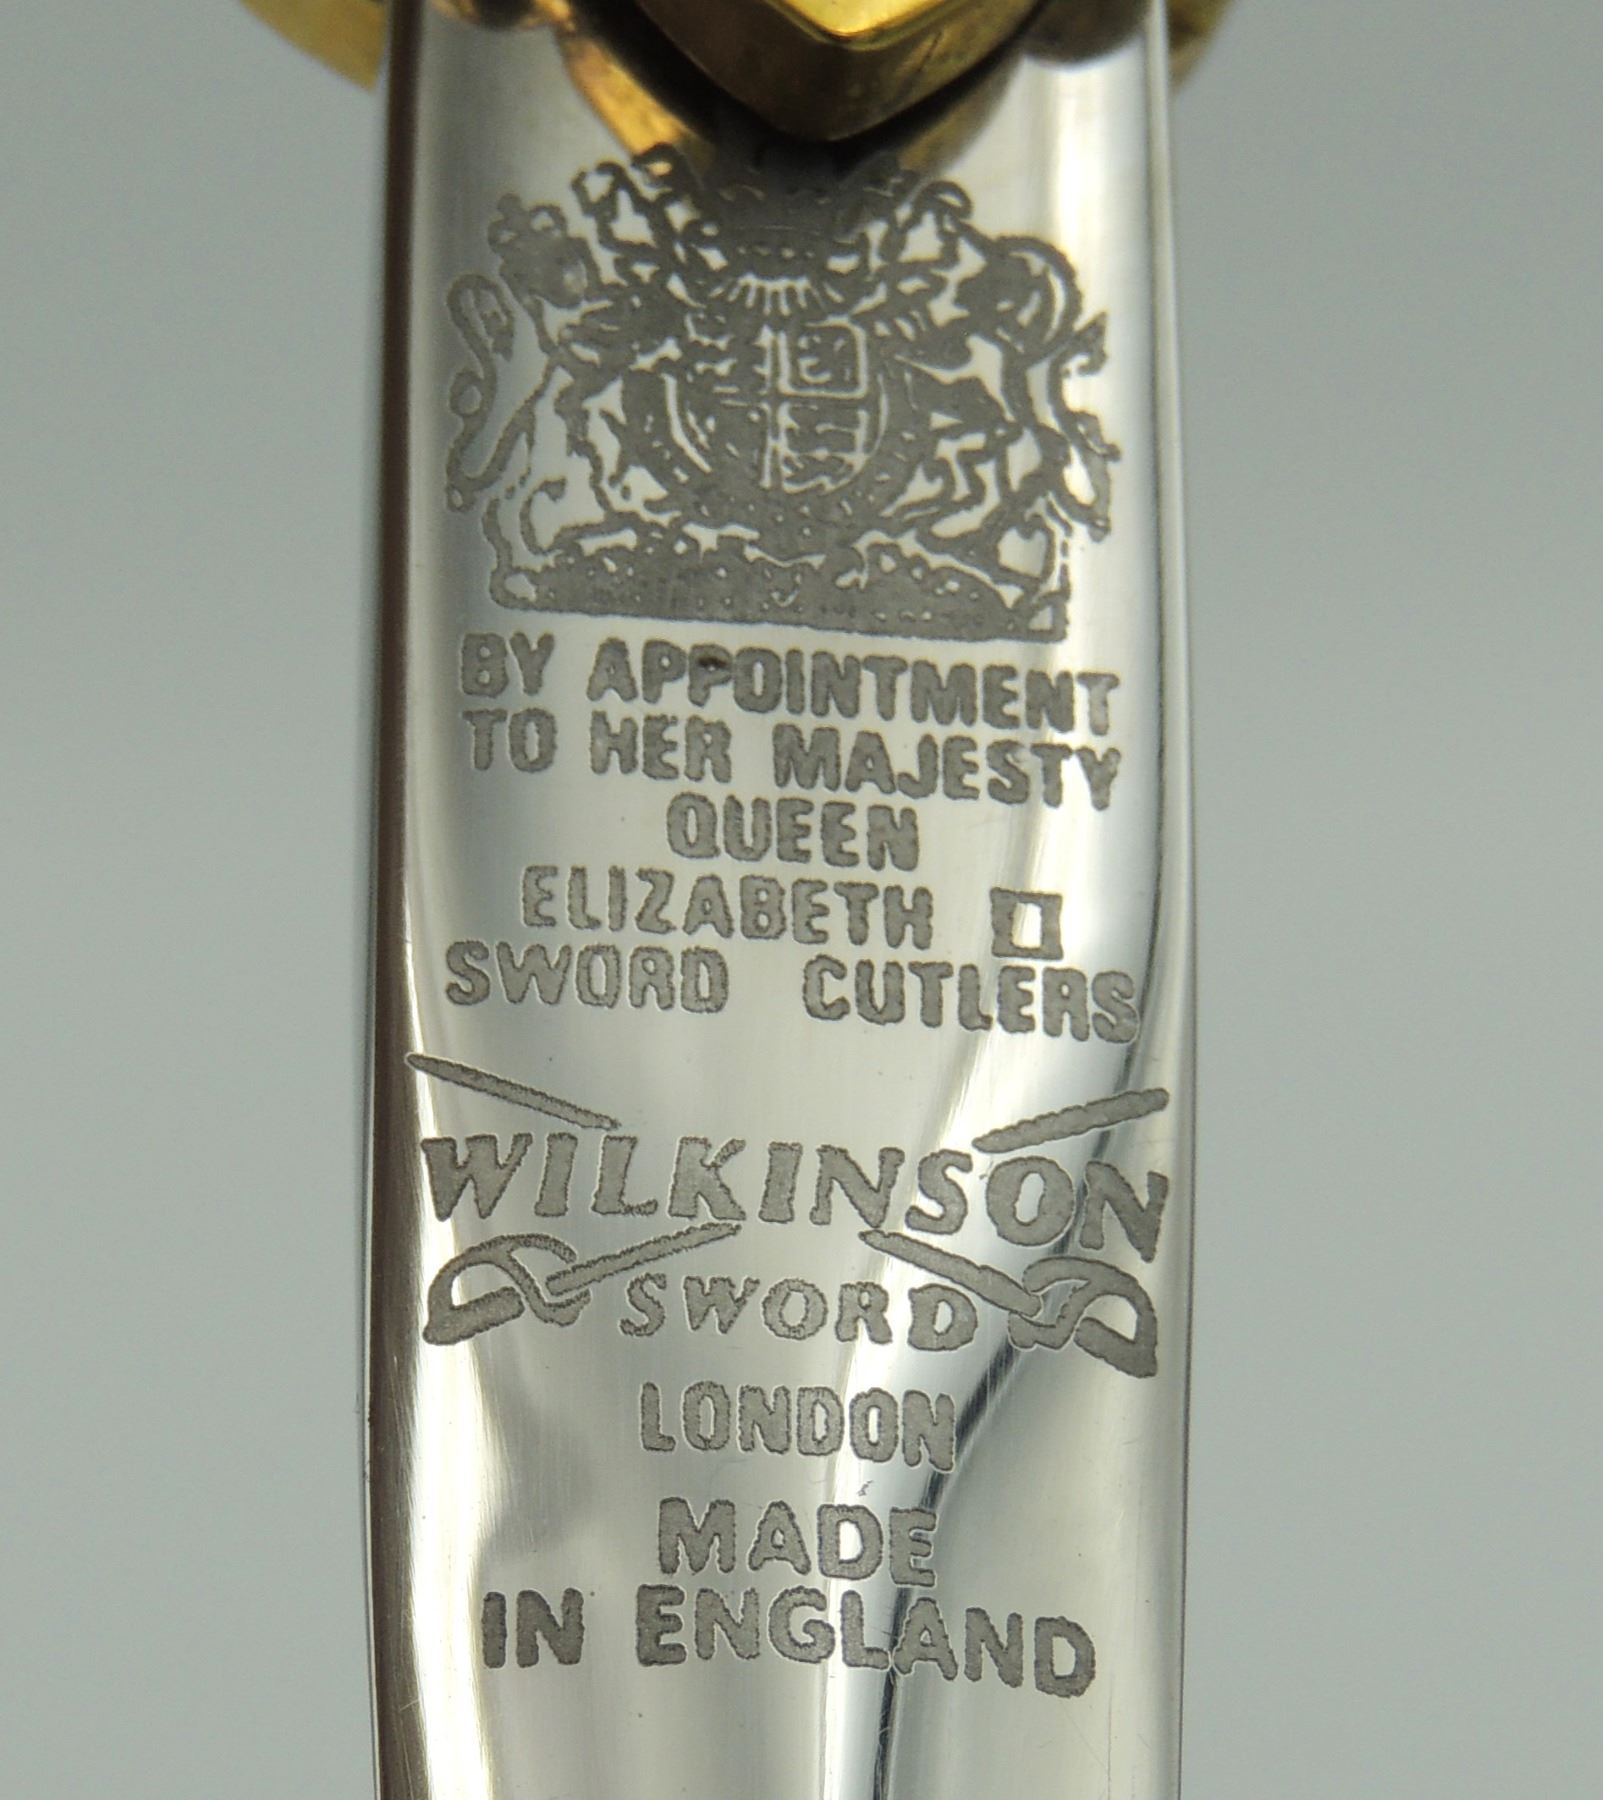 BY APPOINTMENT
TO HER MAJESTY
QUEEN
ELIZABETH II
SWORD CUTLERS
WILKINSON
SWORD
LONDON
MADE
IN ENGLAND